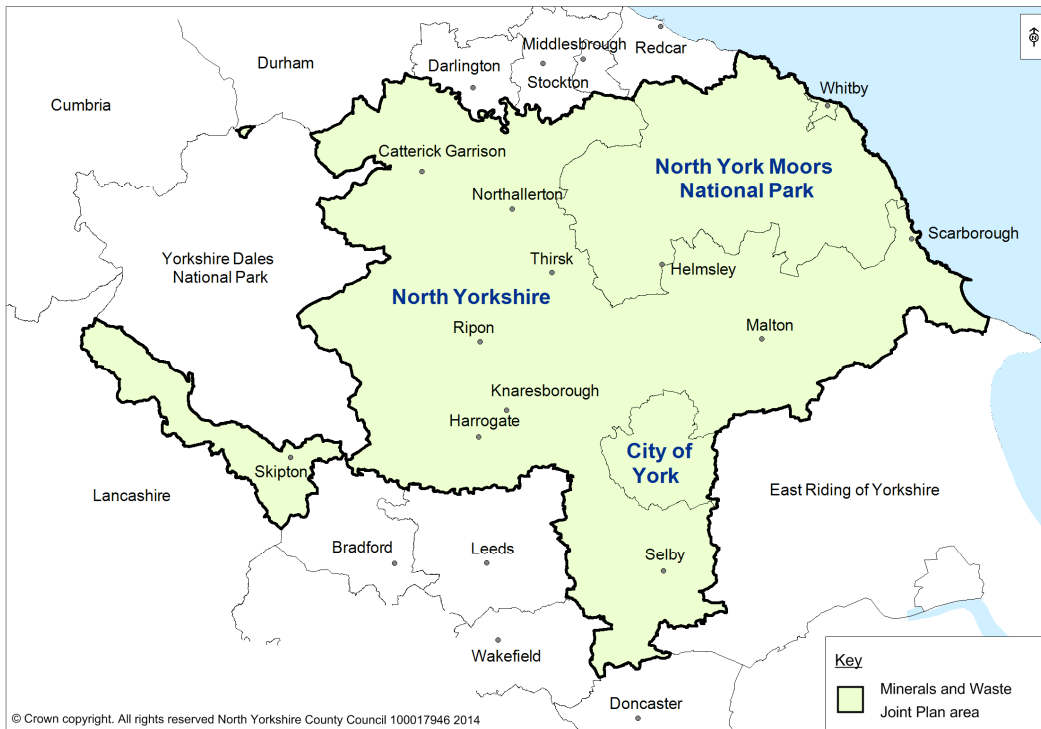 Middlesbrough
Redcar
Durham
Darlington
Stockton
Cumbria
Whitby
Catterick Garrison
North York Moors
National Park
Northallerton
Scarborough
Yorkshire Dales
National Park
Thirsk
Helmsley
North Yorkshire
Ripon
Malton
Knaresborough
Harrogate
City of
York
Skipton
Lancashire
East Riding of Yorkshire
Bradford
Leeds
Selby
Wakefield
Key
Minerals and Waste
Joint Plan area
Doncaster
© Crown copyright. All rights reserved North Yorkshire County Council 100017946 2014
N